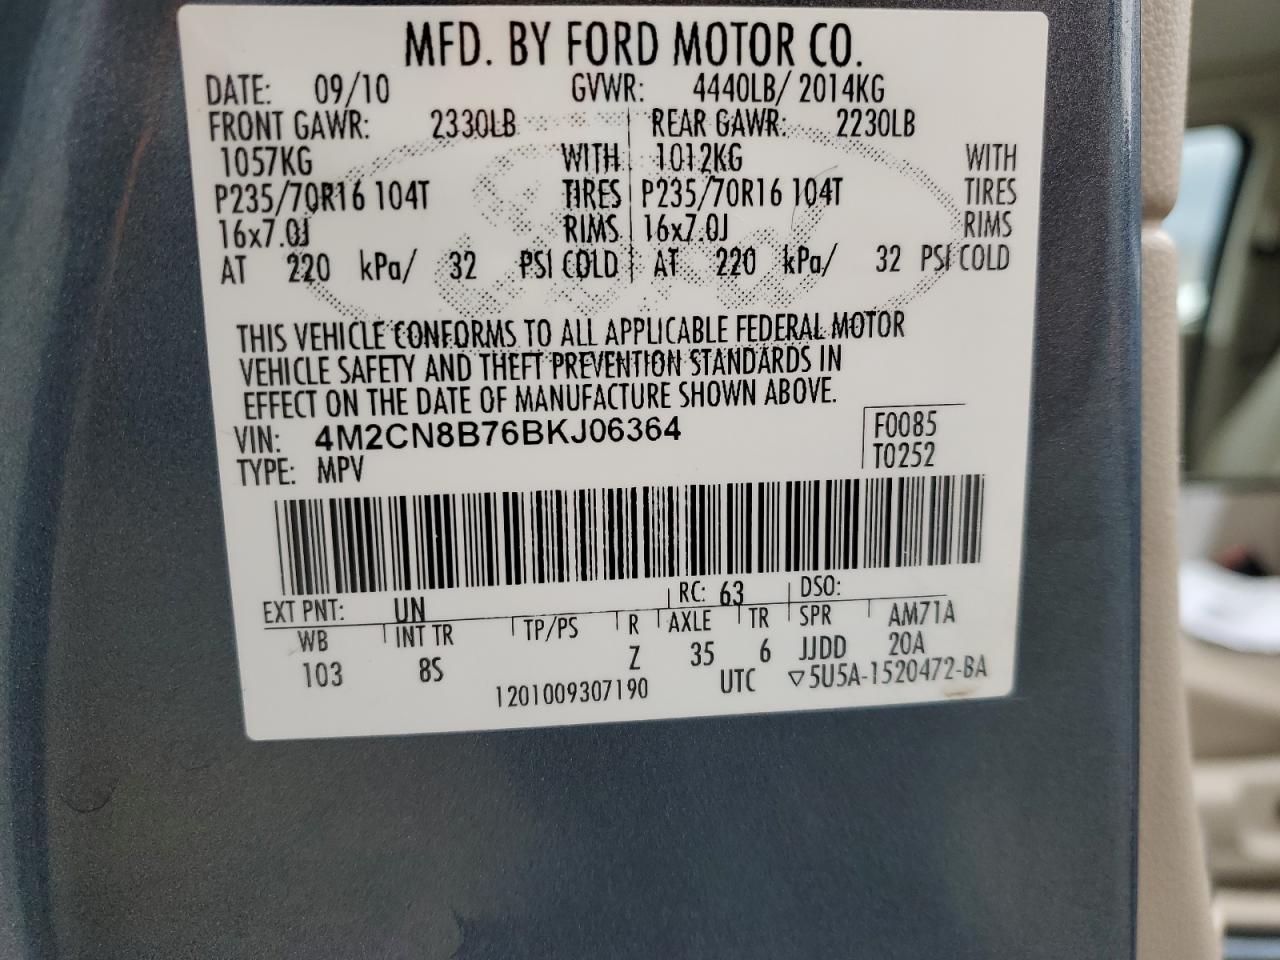 MFD. BY FORD MOTOR CO.
DATE: 09/10 GVWR: 4440LB/ 2014KG
FRONT GAWR: 2330LB REAR GAWR: 2230LB
1057KG WITH 1012KG WITH
P235/70R16 104T TIRES P235/70R16 104T TIRES
16x7.0J RIMS 16x7.0J RIMS
AT 220 kPa/ 32 PSI COLD AT 220 kPa/ 32 PSI COLD
THIS VEHICLE CONFORMS TO ALL APPLICABLE FEDERAL MOTOR
VEHICLE SAFETY AND THEFT PREVENTION STANDARDS IN
EFFECT ON THE DATE OF MANUFACTURE SHOWN ABOVE.
VIN: 4M2CN8B76BKJ06364 F0085
TYPE: MPV T0252
EXT PNT: UN RC: 63 DSO:
WB INT TR TP/PS R AXLE TR SPR AM71A
103 8S Z 35 6 JJDD 20A
1201009307190 UTC ▽5U5A-1520472-BA